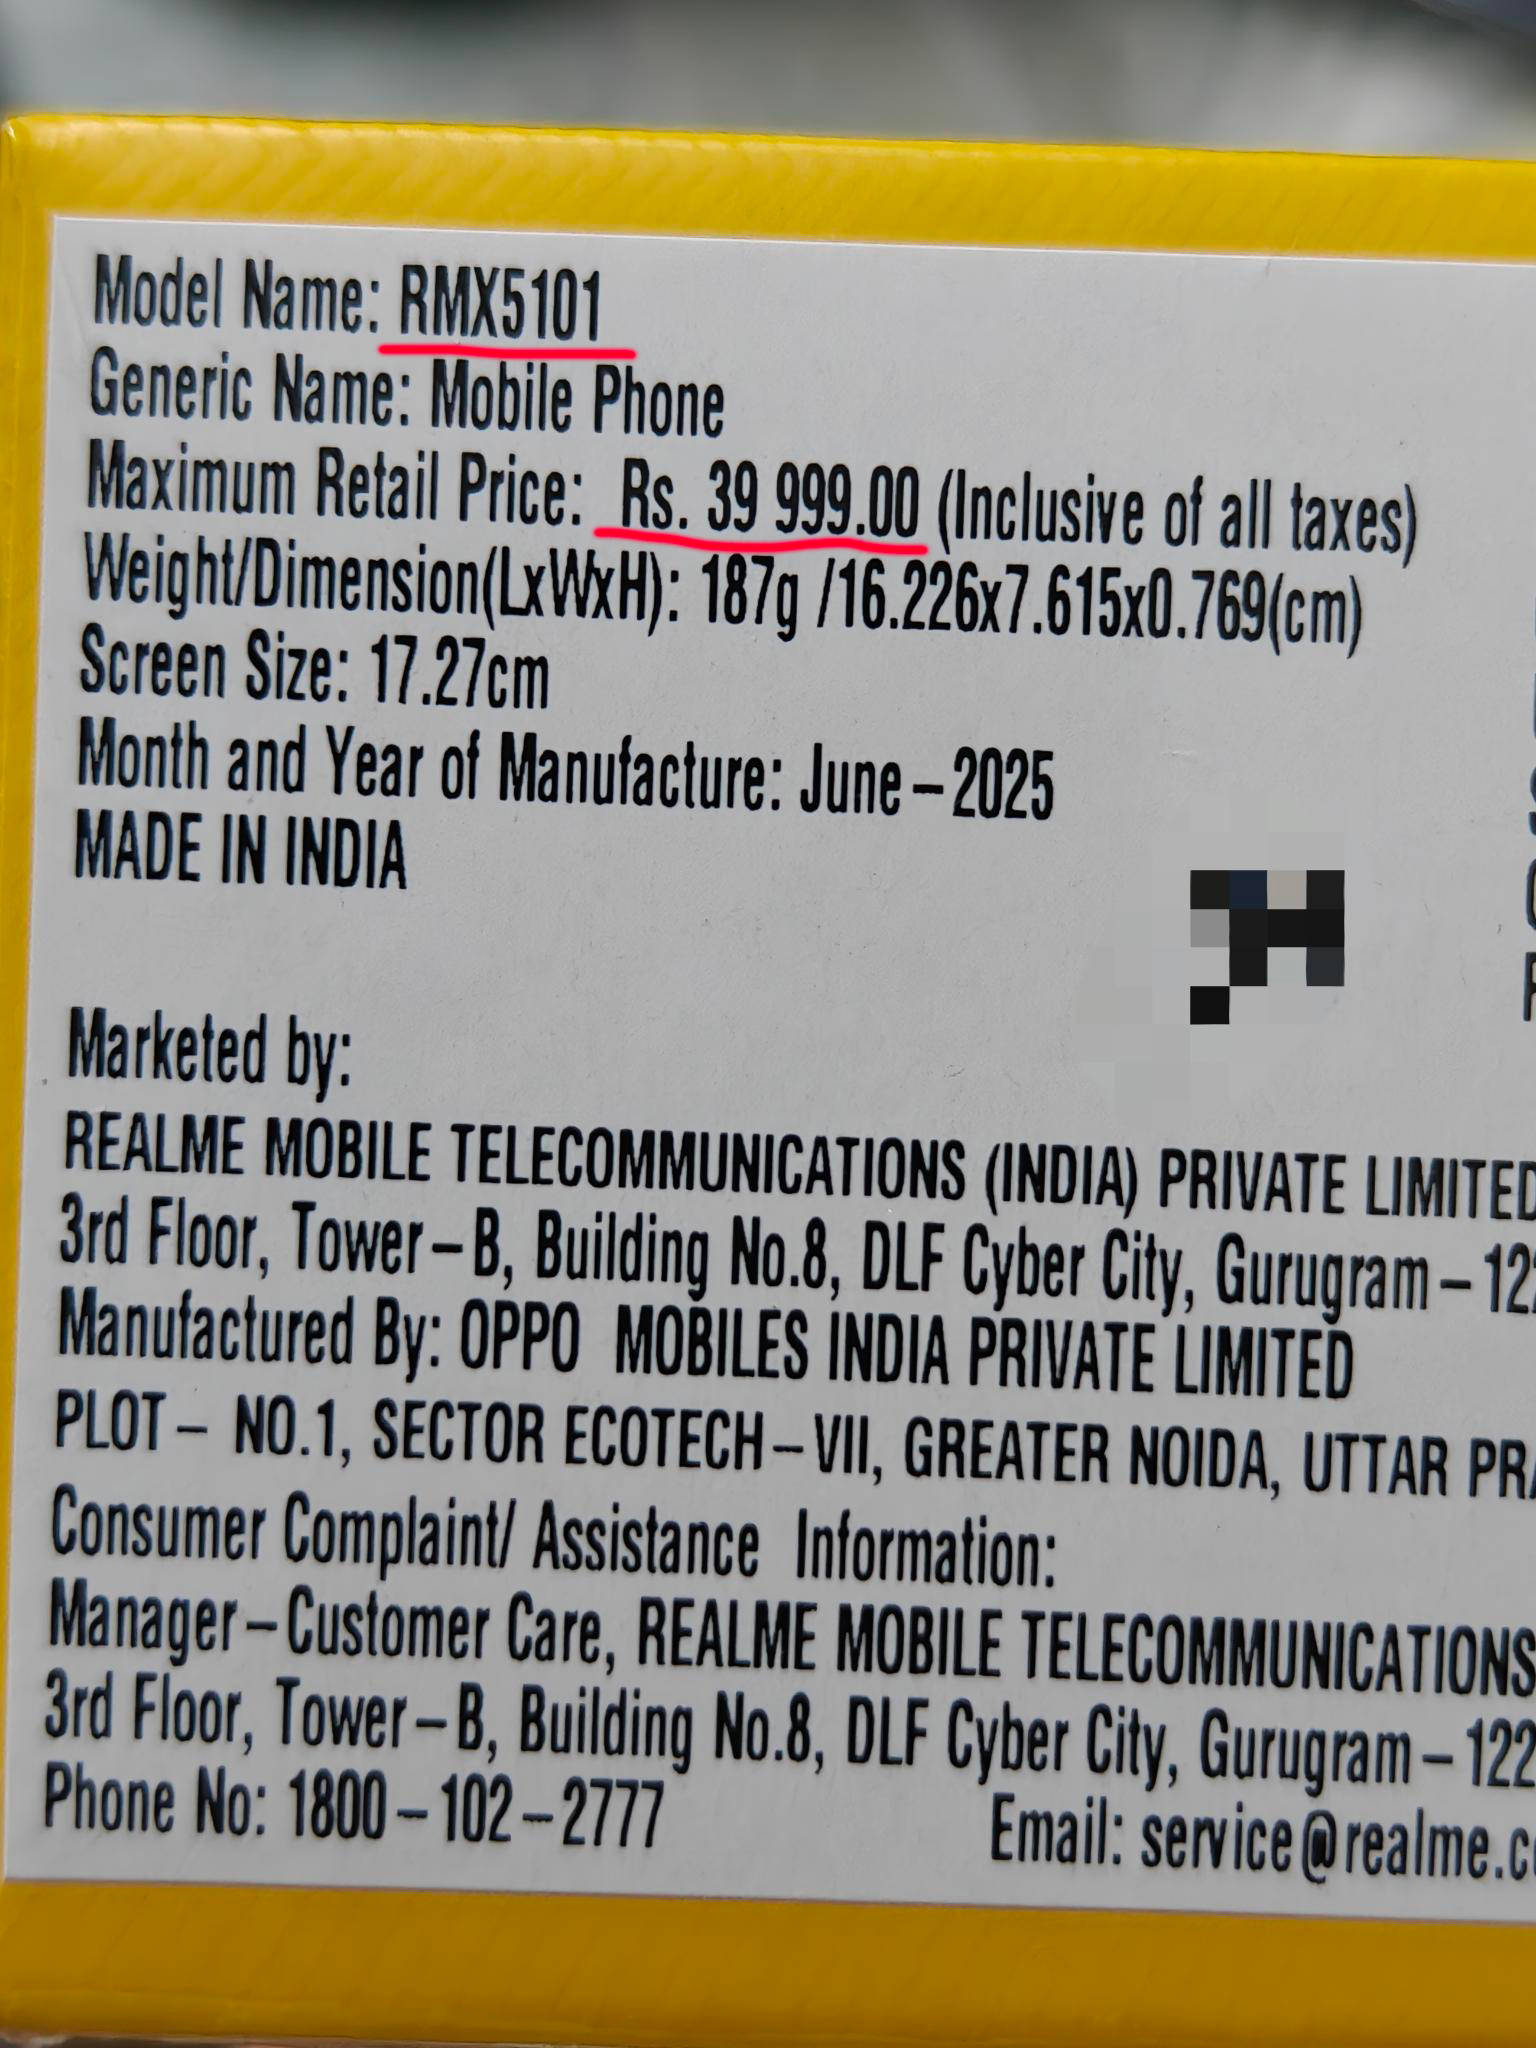 Model Name: RMX5101
Generic Name: Mobile Phone
Maximum Retail Price: Rs. 39 999.00 (Inclusive of all taxes)
Weight/Dimension(LxWxH): 187g /16.226x7.615x0.769(cm)
Screen Size: 17.27cm
Month and Year of Manufacture: June–2025
MADE IN INDIA
Marketed by:
REALME MOBILE TELECOMMUNICATIONS (INDIA) PRIVATE LIMITED
3rd Floor, Tower–B, Building No.8, DLF Cyber City, Gurugram–
Manufactured By: OPPO MOBILES INDIA PRIVATE LIMITED
PLOT– NO.1, SECTOR ECOTECH–VII, GREATER NOIDA, UTTAR
Consumer Complaint/ Assistance Information:
Manager–Customer Care, REALME MOBILE TELECOMMUNICATIONS
3rd Floor, Tower–B, Building No.8, DLF Cyber City, Gurugram–122
Phone No: 1800–102–2777 Email: service@realme.c